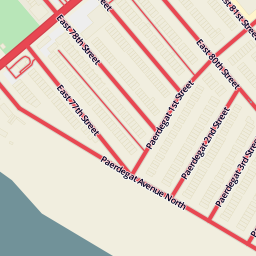 East 78th Street
Street
East 81st Street
East 80th Street
East 77th Street
Paerdegat 1st Street
Paerdegat 2nd Street
Paerdegat 3rd Street
Paerdegat Avenue North